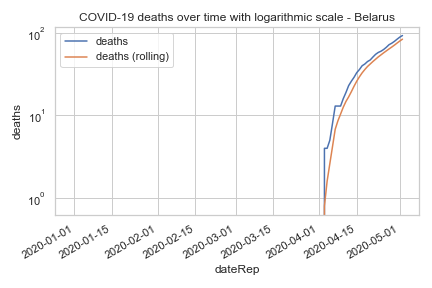 COVID-19 deaths over time with logarithmic scale - Belarus
deaths
deaths (rolling)
10²
10¹
10⁰
deaths
2020-01-01
2020-01-15
2020-02-01
2020-02-15
2020-03-01
2020-03-15
2020-04-01
2020-04-15
2020-05-01
dateRep